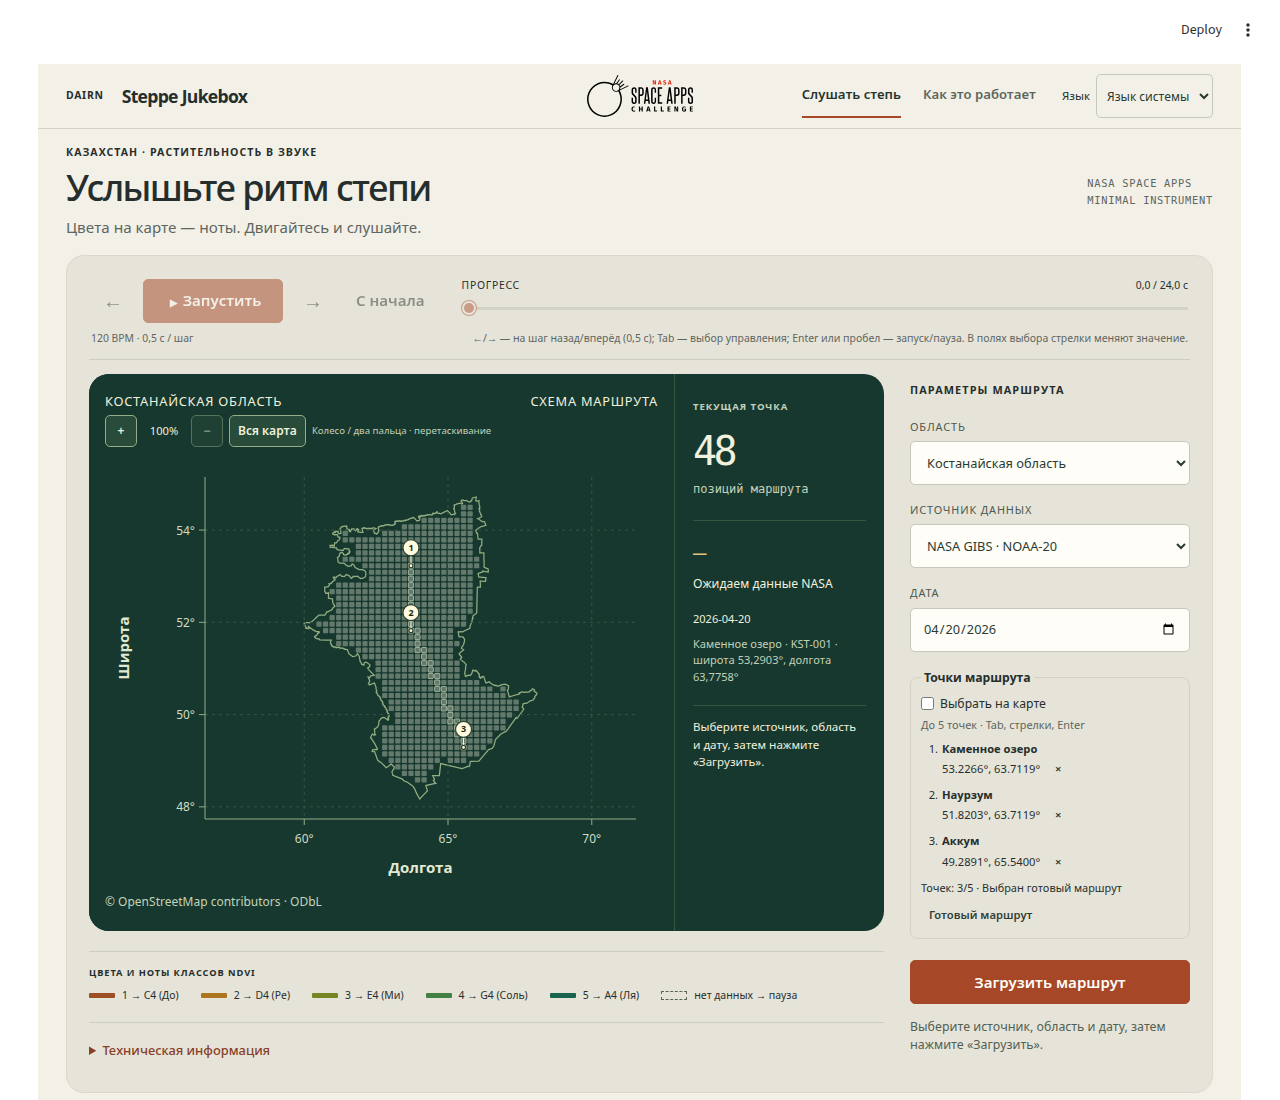 Deploy
DAIRN Steppe Jukebox
NASA
SPACE APPS
CHALLENGE
Слушать степь Как это работает Язык Язык системы
КАЗАХСТАН · РАСТИТЕЛЬНОСТЬ В ЗВУКЕ
Услышьте ритм степи
Цвета на карте — ноты. Двигайтесь и слушайте.
NASA SPACE APPS
MINIMAL INSTRUMENT
← ▶ Запустить → С начала
ПРОГРЕСС 0,0 / 24,0 с
120 BPM · 0,5 с / шаг
←/→ — на шаг назад/вперёд (0,5 с); Tab — выбор управления; Enter или пробел — запуск/пауза. В полях выбора стрелки меняют значение.
КОСТАНАЙСКАЯ ОБЛАСТЬ СХЕМА МАРШРУТА
+ 100% − Вся карта Колесо / два пальца · перетаскивание
54°
52°
50°
48°
60° 65° 70°
Широта
Долгота
1
2
3
© OpenStreetMap contributors · ODbL
ТЕКУЩАЯ ТОЧКА
48
позиций маршрута
—
Ожидаем данные NASA
2026-04-20
Каменное озеро · KST-001 ·
широта 53,2903°, долгота
63,7758°
Выберите источник, область
и дату, затем нажмите
«Загрузить».
ПАРАМЕТРЫ МАРШРУТА
ОБЛАСТЬ
Костанайская область
ИСТОЧНИК ДАННЫХ
NASA GIBS · NOAA-20
ДАТА
04/20/2026
Точки маршрута
Выбрать на карте
До 5 точек · Tab, стрелки, Enter
1. Каменное озеро
53.2266°, 63.7119° ×
2. Наурзум
51.8203°, 63.7119° ×
3. Аккум
49.2891°, 65.5400° ×
Точек: 3/5 · Выбран готовый маршрут
Готовый маршрут
Загрузить маршрут
Выберите источник, область и дату, затем
нажмите «Загрузить».
ЦВЕТА И НОТЫ КЛАССОВ NDVI
1 → C4 (До) 2 → D4 (Ре) 3 → E4 (Ми) 4 → G4 (Соль) 5 → A4 (Ля) нет данных → пауза
▶ Техническая информация